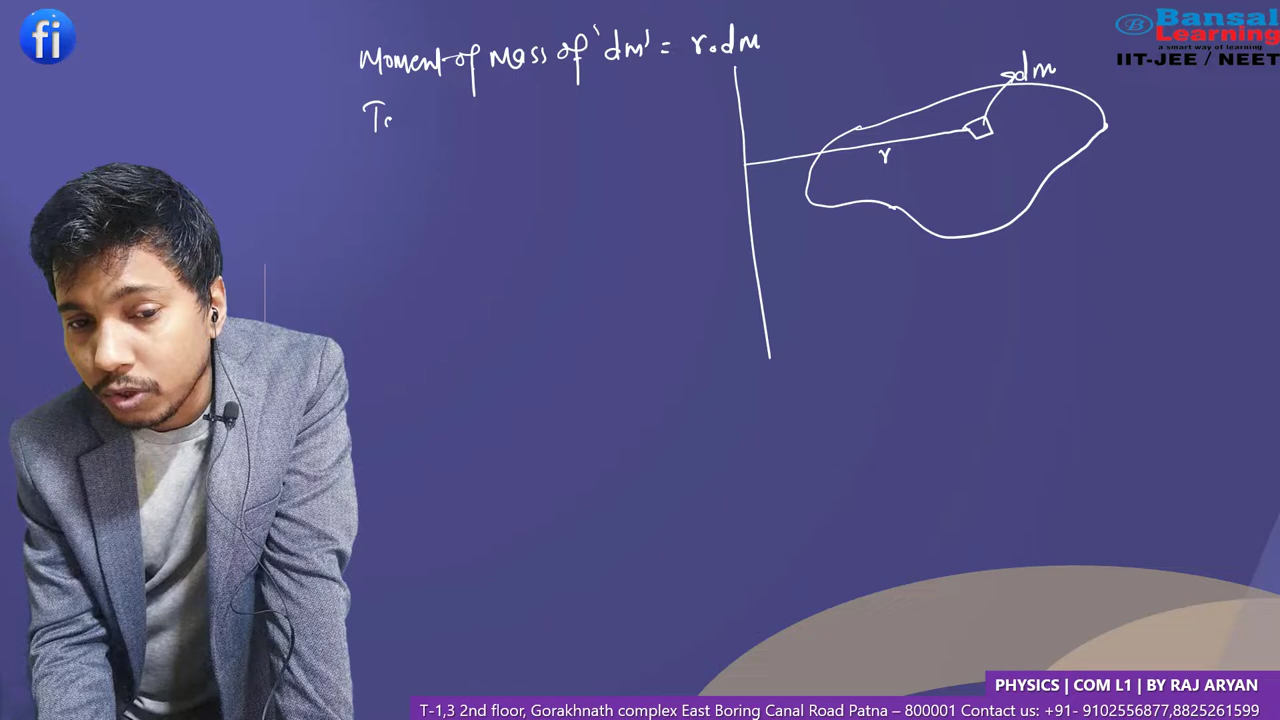 fi
Moment of Mass of 'dm' = r.dm
To
r
dm
B Bansal
Learning
a smart way of learning
IIT-JEE / NEET
PHYSICS | COM L1 | BY RAJ ARYAN
T-1,3 2nd floor, Gorakhnath complex East Boring Canal Road Patna – 800001 Contact us: +91- 9102556877,8825261599